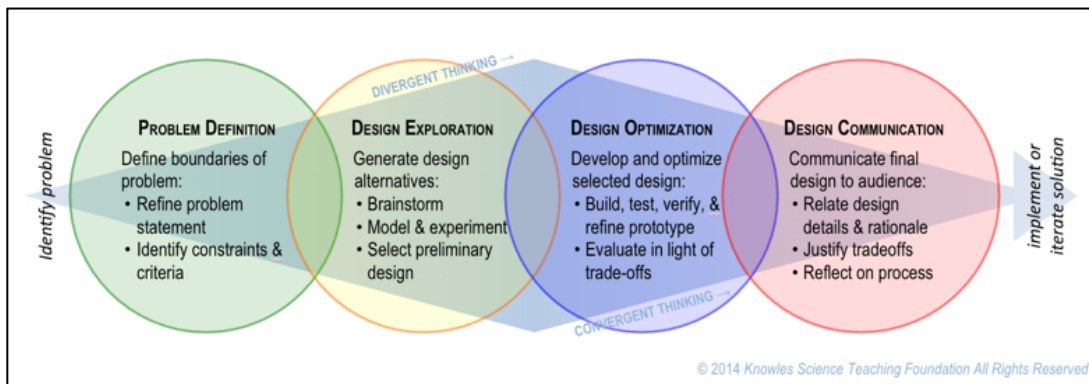 Identify problem
DIVERGENT THINKING →
PROBLEM DEFINITION
Define boundaries of
problem:
• Refine problem
statement
• Identify constraints &
criteria
DESIGN EXPLORATION
Generate design
alternatives:
• Brainstorm
• Model & experiment
• Select preliminary
design
DESIGN OPTIMIZATION
Develop and optimize
selected design:
• Build, test, verify, &
refine prototype
• Evaluate in light of
trade-offs
DESIGN COMMUNICATION
Communicate final
design to audience:
• Relate design
details & rationale
• Justify tradeoffs
• Reflect on process
implement or
iterate solution
CONVERGENT THINKING →
© 2014 Knowles Science Teaching Foundation All Rights Reserved